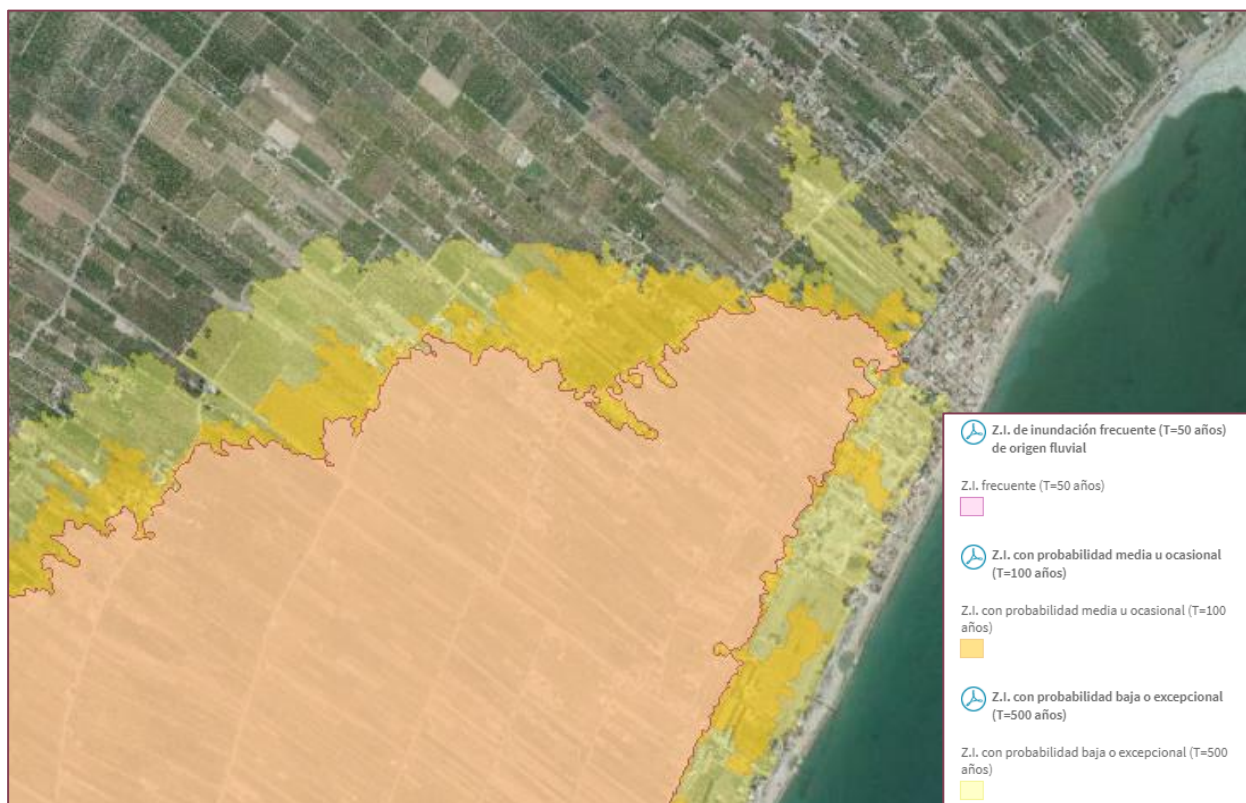 Z.I. de inundación frecuente (T=50 años)
de origen fluvial
Z.I. frecuente (T=50 años)
Z.I. con probabilidad media u ocasional
(T=100 años)
Z.I. con probabilidad media u ocasional (T=100
años)
Z.I. con probabilidad baja o excepcional
(T=500 años)
Z.I. con probabilidad baja o excepcional (T=500
años)